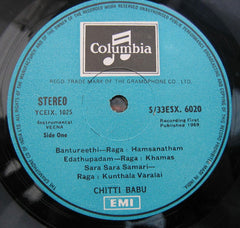 Columbia
REGD. TRADE MARK OF THE GRAMOPHONE CO., LTD.
STEREO
YCEIX. 1025
S/33ESX. 6020
Instrumental
VEENA
Recording First
Published 1969
Side One
Bantureethi—Raga: Hamsanatham
Edathupadam—Raga: Khamas
Sara Sara Samari—
Raga: Kunthala Varalai
CHITTI BABU
EMI